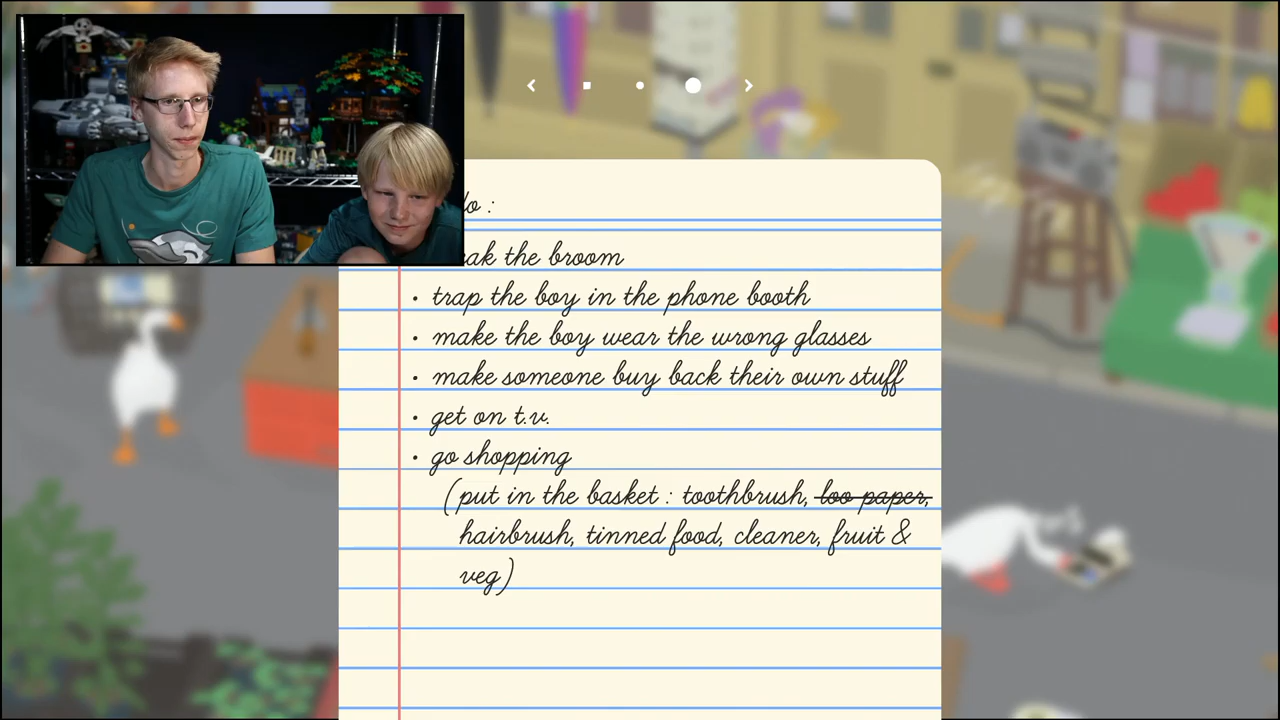 do :
eak the broom
• trap the boy in the phone booth
• make the boy wear the wrong glasses
• make someone buy back their own stuff
• get on t.v.
• go shopping
(put in the basket : toothbrush, loo paper,
hairbrush, tinned food, cleaner, fruit &
veg)